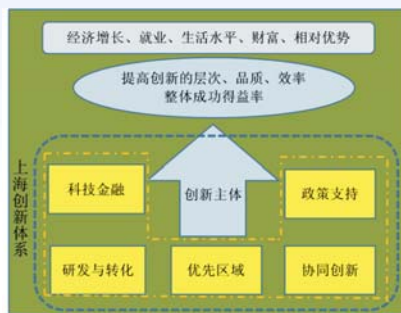 经济增长、就业、生活水平、财富、相对优势
提高创新的层次、品质、效率
整体成功得益率
上海创新体系
科技金融
创新主体
政策支持
研发与转化
优先区域
协同创新